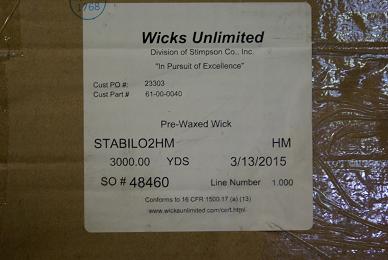 1768
Wicks Unlimited
Division of Stimpson Co., Inc.
"In Pursuit of Excellence"
Cust PO #: 23303
Cust Part # 61-00-0040
Pre-Waxed Wick
STABILO2HM HM
3000.00 YDS 3/13/2015
SO # 48460 Line Number 1.000
Conforms to 16 CFR 1500.17 (a) (13)
www.wicksunlimited.com/cert.html